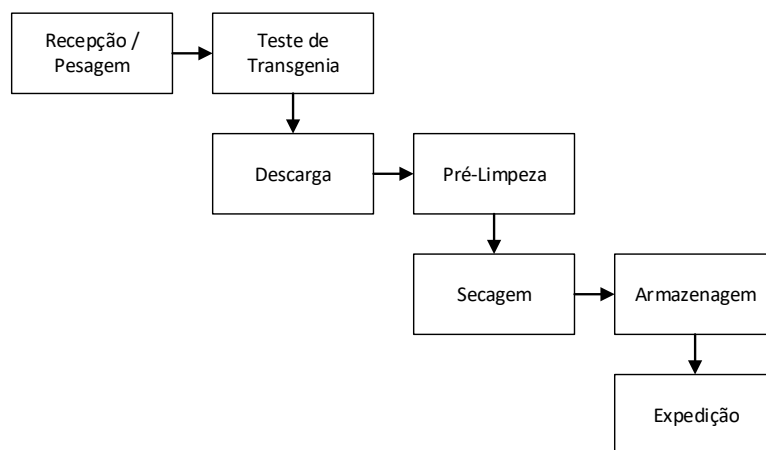 Recepção /
Pesagem
Teste de
Transgenia
Descarga
Pré-Limpeza
Secagem
Armazenagem
Expedição